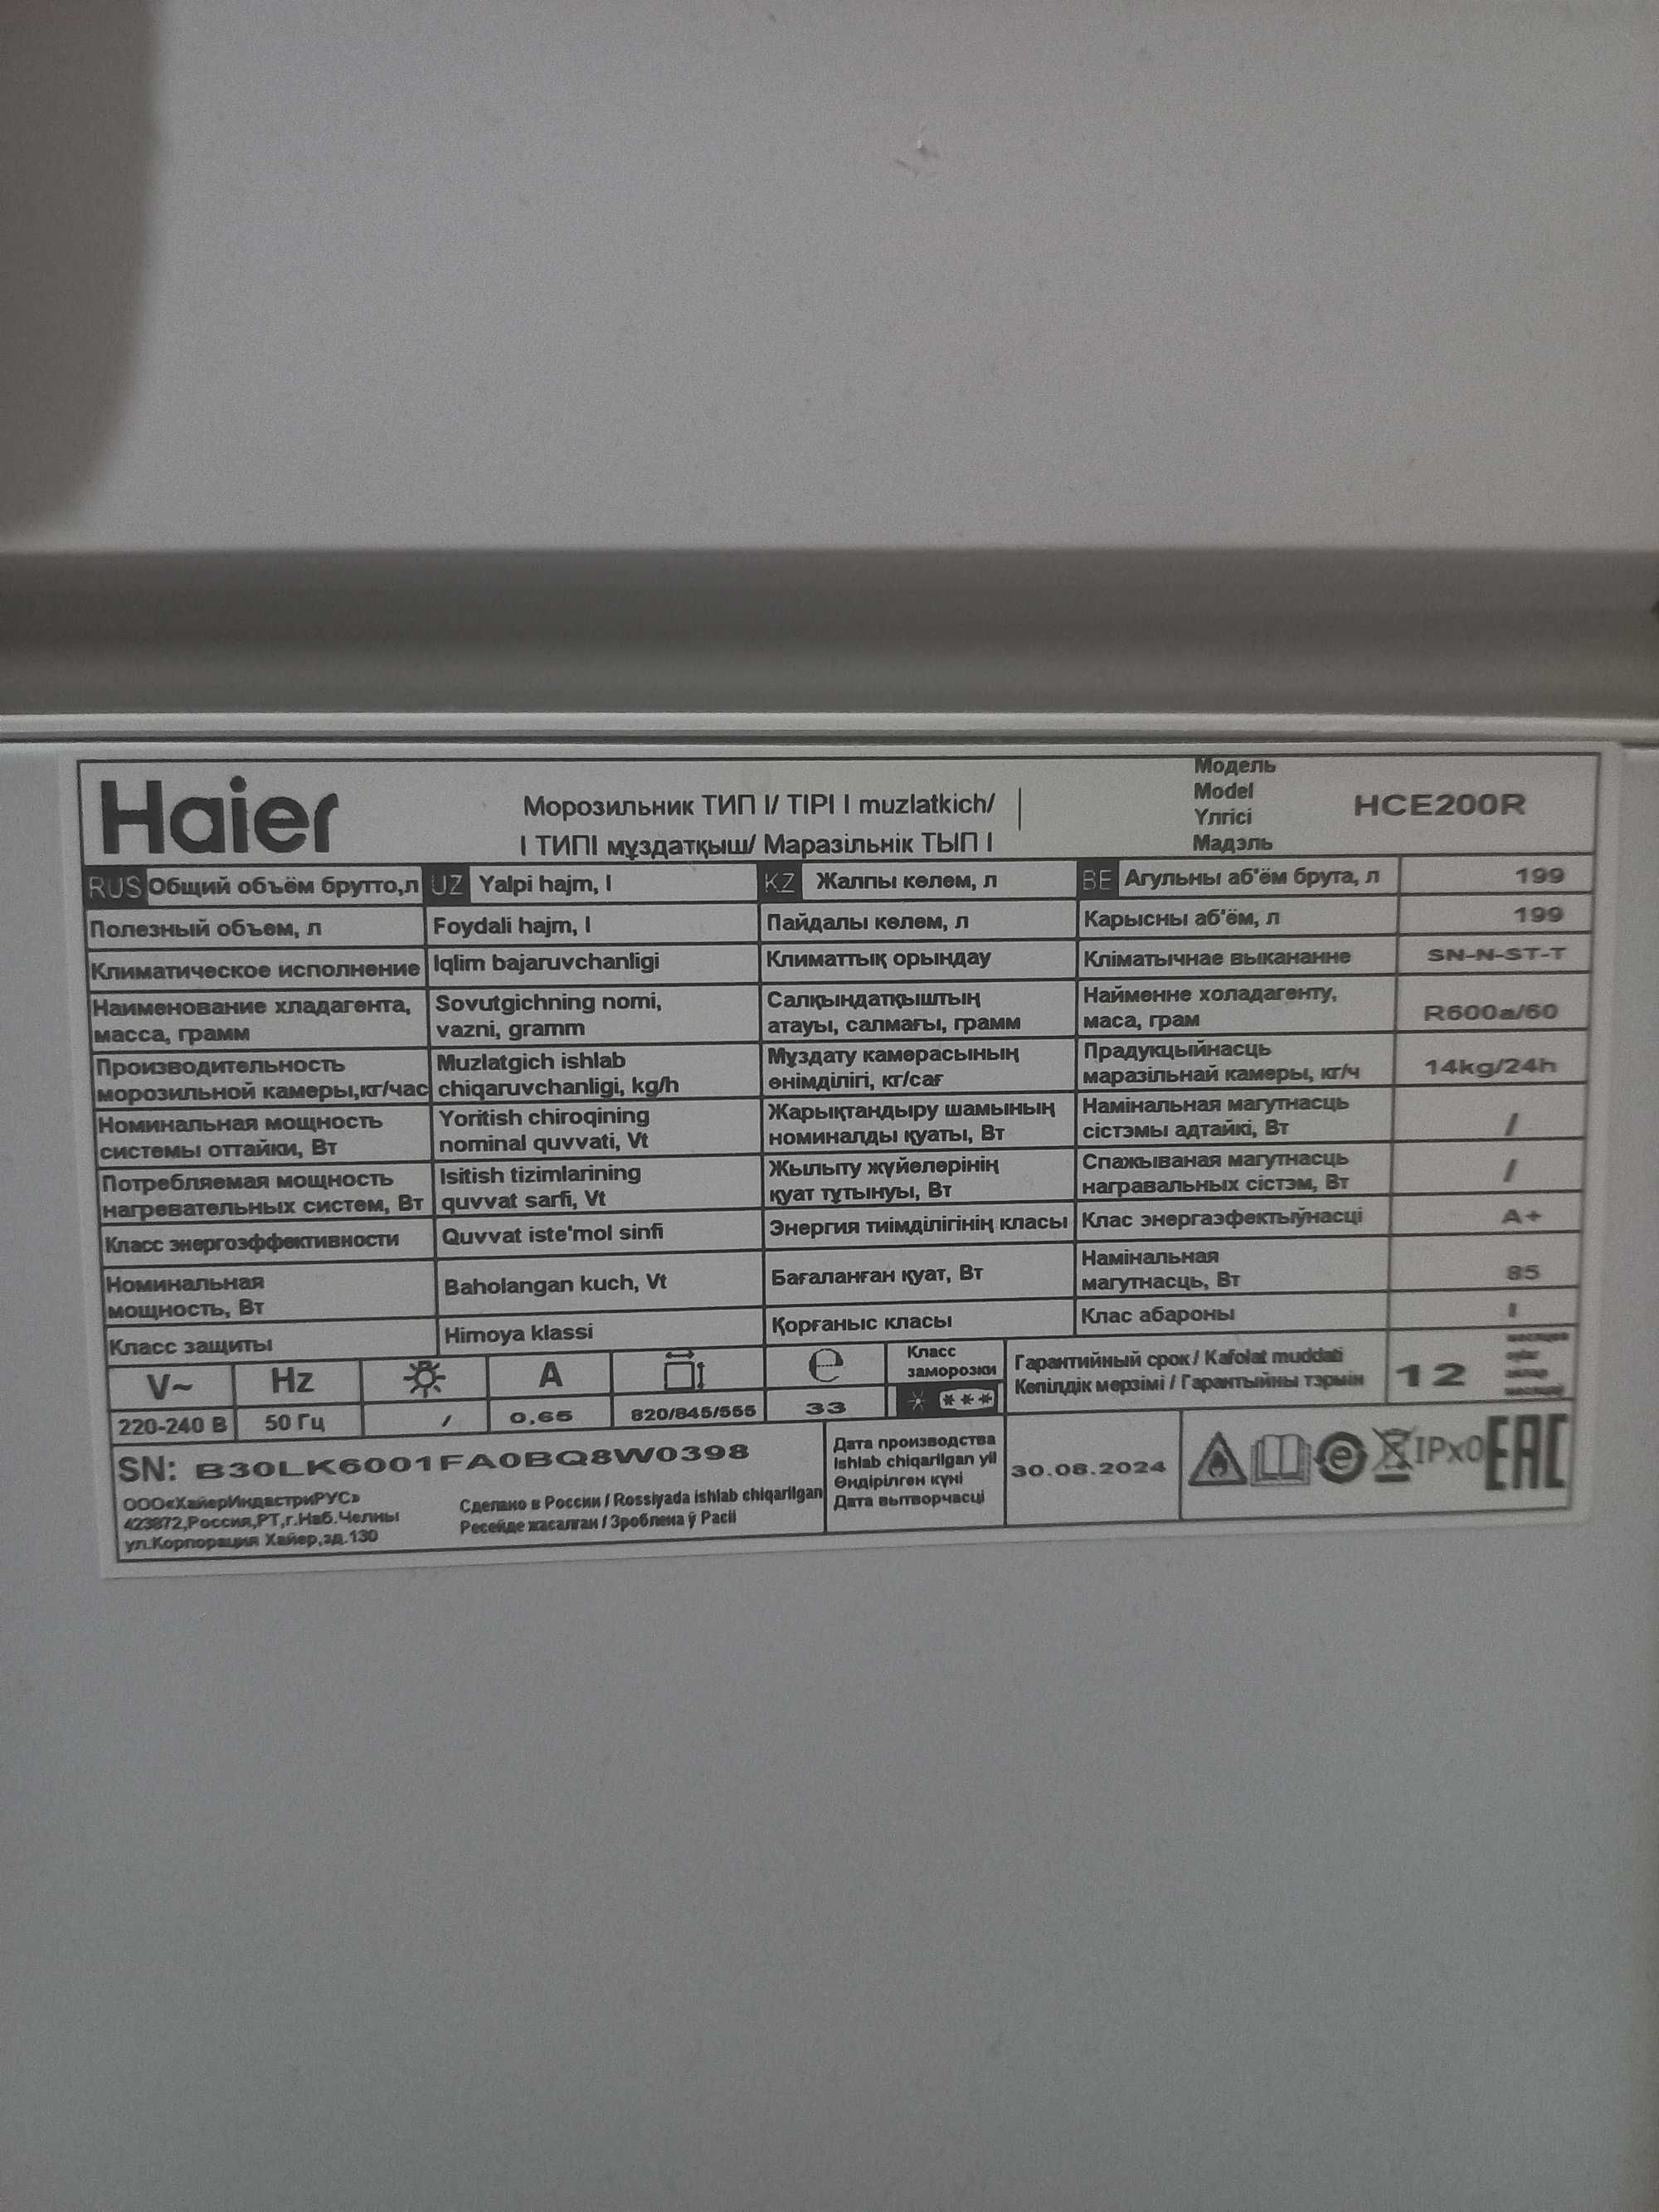 Haier
Морозильник ТИП I/ TIPI I muzlatkich/
I ТИПІ мұздатқыш/ Маразільнік ТЫП I
Модель
Model
Үлгісі
Мадэль
HCE200R
RUS Общий объём брутто,л UZ Yalpi hajm, l KZ Жалпы көлем, л BE Агульны аб'ём брута, л 199
Полезный объем, л Foydali hajm, l Пайдалы көлем, л Карысны аб'ём, л 199
Климатическое исполнение Iqlim bajaruvchanligi Климаттық орындау Кліматычнае выкананне SN-N-ST-T
Наименование хладагента, Sovutgichning nomi, Салқындатқыштың Найменне холадагенту, R600a/60
масса, грамм vazni, gramm атауы, салмағы, грамм маса, грам
Производительность Muzlatgich ishlab Мұздату камерасының Прадукцыйнасць 14kg/24h
морозильной камеры,кг/час chiqaruvchanligi, kg/h өнімділігі, кг/сағ маразільнай камеры, кг/ч
Номинальная мощность Yoritish chiroqining Жарықтандыру шамының Намінальная магутнасць /
системы оттайки, Вт nominal quvvati, Vt номиналды қуаты, Вт сістэмы адтайкі, Вт
Потребляемая мощность Isitish tizimlarining Жылыту жүйелерінің Спажываная магутнасць /
нагревательных систем, Вт quvvat sarfi, Vt қуат тұтынуы, Вт награвальных сістэм, Вт
Класс энергоэффективности Quvvat iste'mol sinfi Энергия тиімділігінің класы Клас энергаэфектыўнасці A+
Номинальная Baholangan kuch, Vt Бағаланған қуат, Вт Намінальная 85
мощность, Вт магутнасць, Вт
Класс защиты Himoya klassi Қорғаныс класы Клас абароны I
V~ Hz A e Класс
заморозки
Гарантийный срок / Kafolat muddati
Кепілдік мерзімі / Гарантыйны тэрмін
12
220-240 В 50 Гц / 0,65 820/845/555 33
SN: B30LK6001FA0BQ8W0398
Дата производства
Ishlab chiqarilgan yil
Өндірілген күні
Дата вытворчасці
30.08.2024
IPx0 EAC
ООО«ХайерИндастриРУС»
423872,Россия,РТ,г.Наб.Челны
ул.Корпорация Хайер,зд.130
Сделано в России / Rossiyada ishlab chiqarilgan
Ресейде жасалган / Зроблена ў Расіі